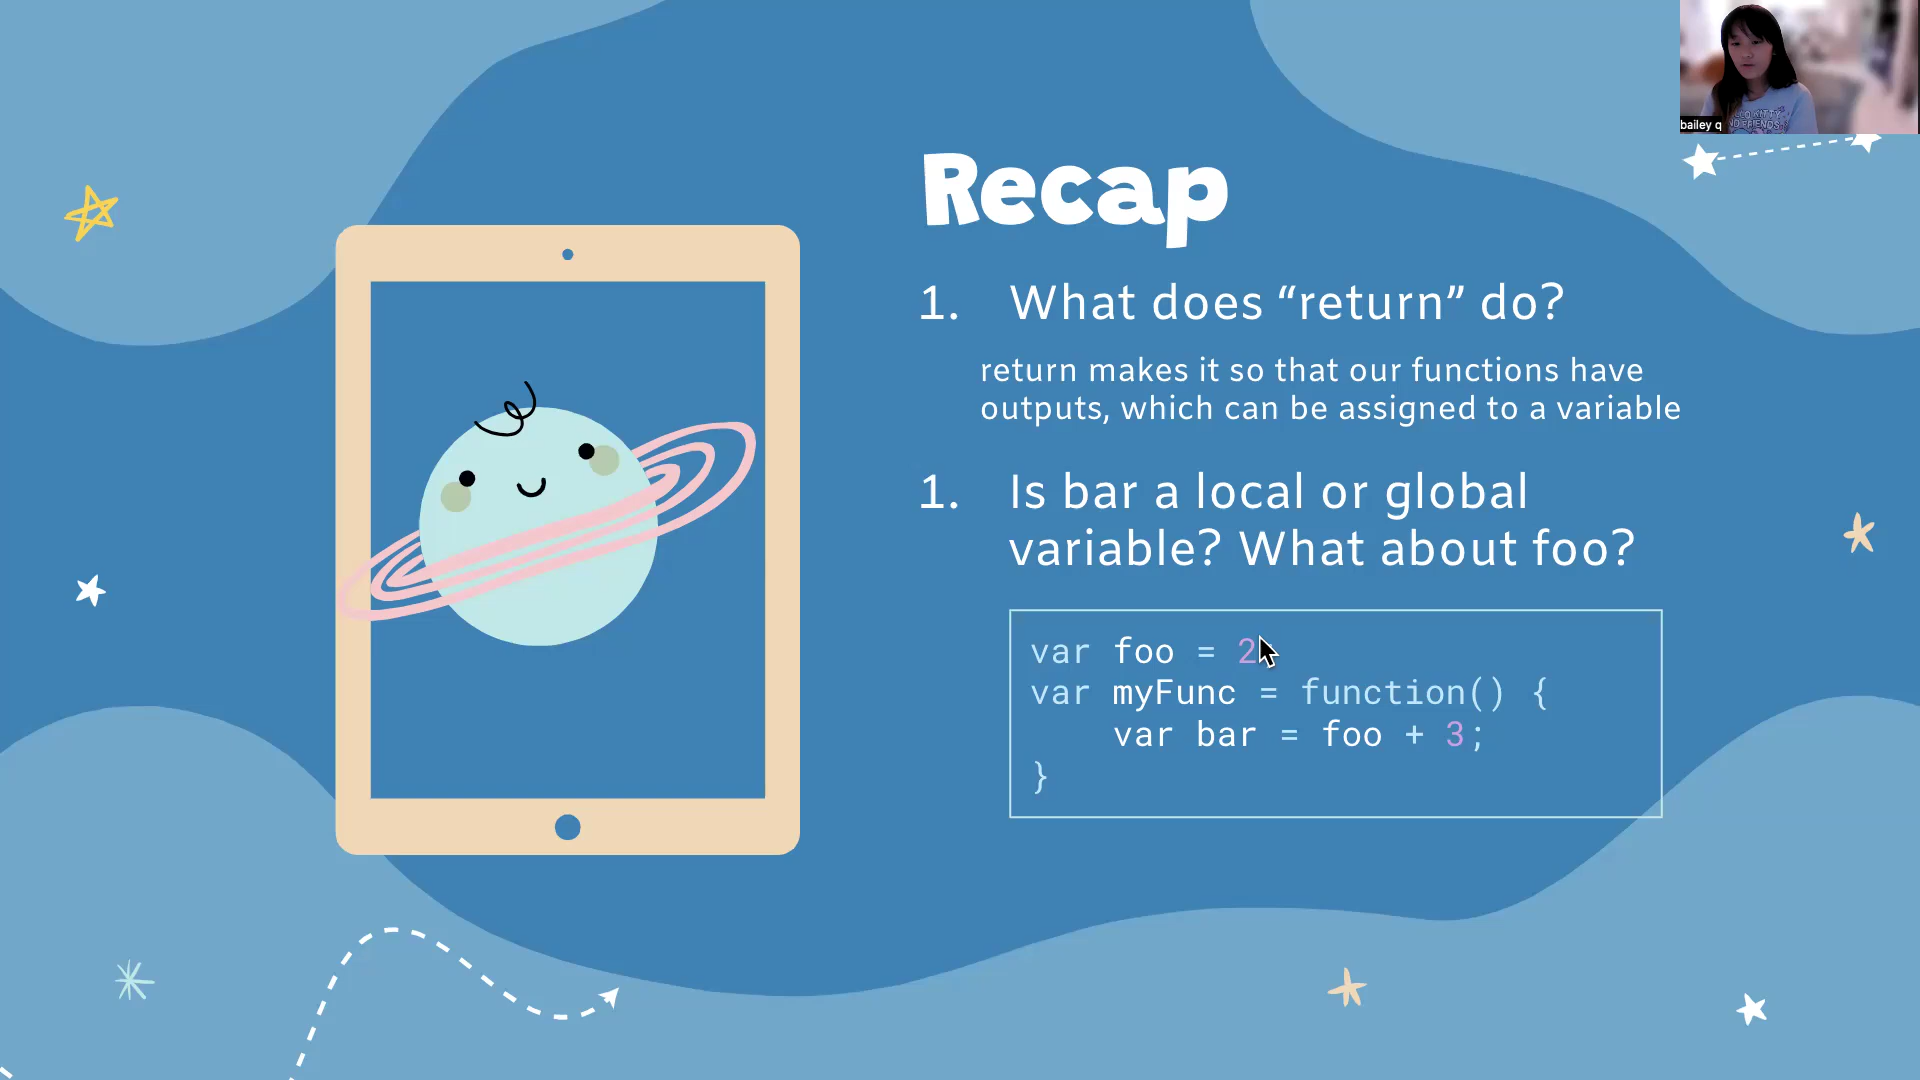 bailey q
Recap
1. What does “return” do?
return makes it so that our functions have
outputs, which can be assigned to a variable
1. Is bar a local or global
variable? What about foo?
var foo = 2
var myFunc = function() {
var bar = foo + 3;
}